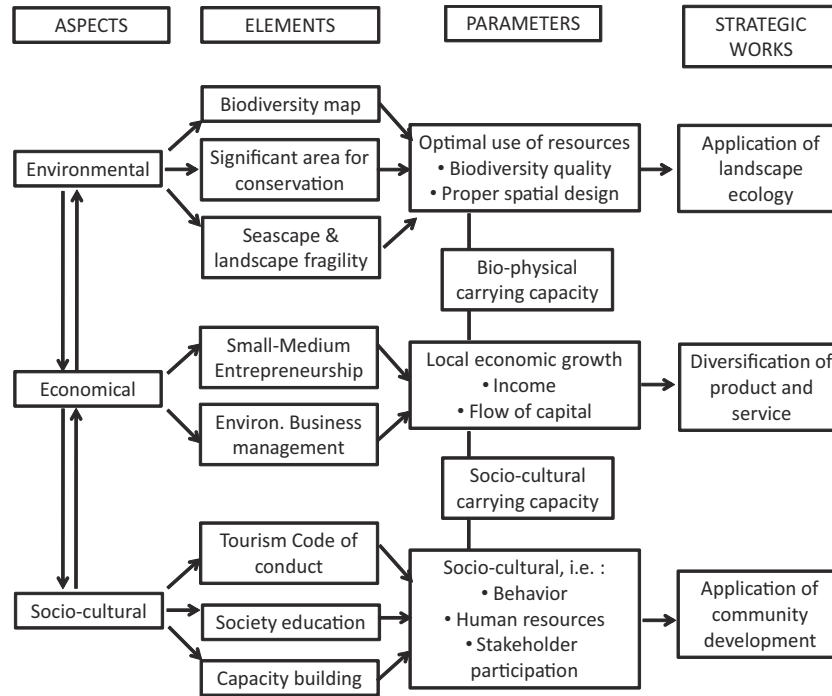 ASPECTS
ELEMENTS
PARAMETERS
STRATEGIC
WORKS
Environmental
Biodiversity map
Significant area for
conservation
Seascape &
landscape fragility
Optimal use of resources
• Biodiversity quality
• Proper spatial design
Application of
landscape
ecology
Bio-physical
carrying capacity
Economical
Small-Medium
Entrepreneurship
Environ. Business
management
Local economic growth
• Income
• Flow of capital
Diversification of
product and
service
Socio-cultural
carrying capacity
Socio-cultural
Tourism Code of
conduct
Society education
Capacity building
Socio-cultural, i.e. :
• Behavior
• Human resources
• Stakeholder
participation
Application of
community
development